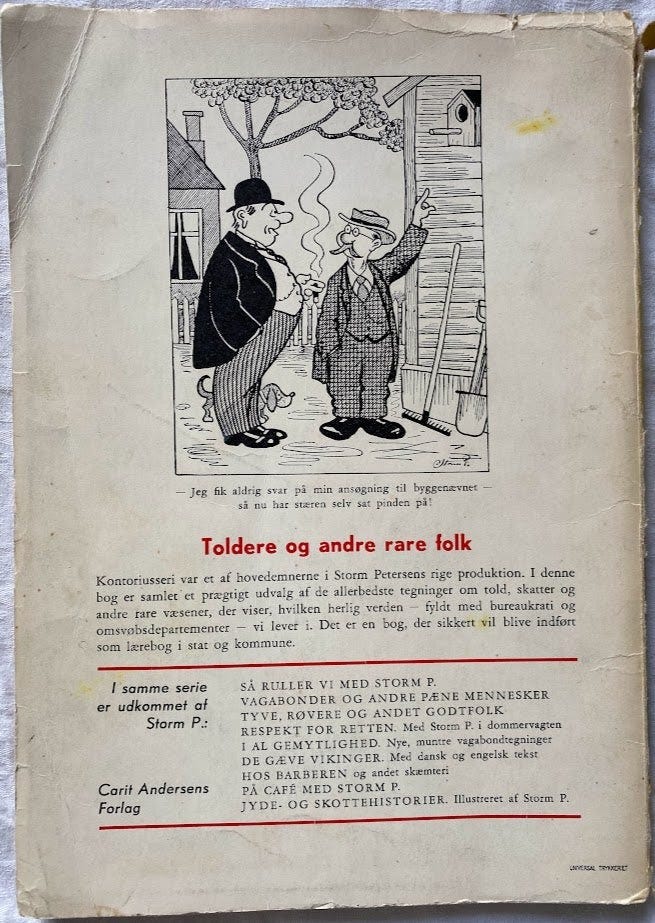 Storm P.
— Jeg fik aldrig svar på min ansøgning til byggenævnet —
så nu har stæren selv sat pinden på!
Toldere og andre rare folk
Kontoriusseri var et af hovedemnerne i Storm Petersens rige produktion. I denne
bog er samlet et prægtigt udvalg af de allerbedste tegninger om told, skatter og
andre rare væsener, der viser, hvilken herlig verden — fyldt med bureaukrati og
omsvøbsdepartementer — vi lever i. Det er en bog, der sikkert vil blive indført
som lærebog i stat og kommune.
I samme serie
er udkommet af
Storm P.:
SÅ RULLER VI MED STORM P.
VAGABONDER OG ANDRE PÆNE MENNESKER
TYVE, RØVERE OG ANDET GODTFOLK
RESPEKT FOR RETTEN. Med Storm P. i dommervagten
I AL GEMYTLIGHED. Nye, muntre vagabondtegninger
DE GÆVE VIKINGER. Med dansk og engelsk tekst
HOS BARBEREN og andet skæmteri
PÅ CAFÉ MED STORM P.
JYDE- OG SKOTTEHISTORIER. Illustreret af Storm P.
Carit Andersens
Forlag
UNIVERSAL TRYKKERIET